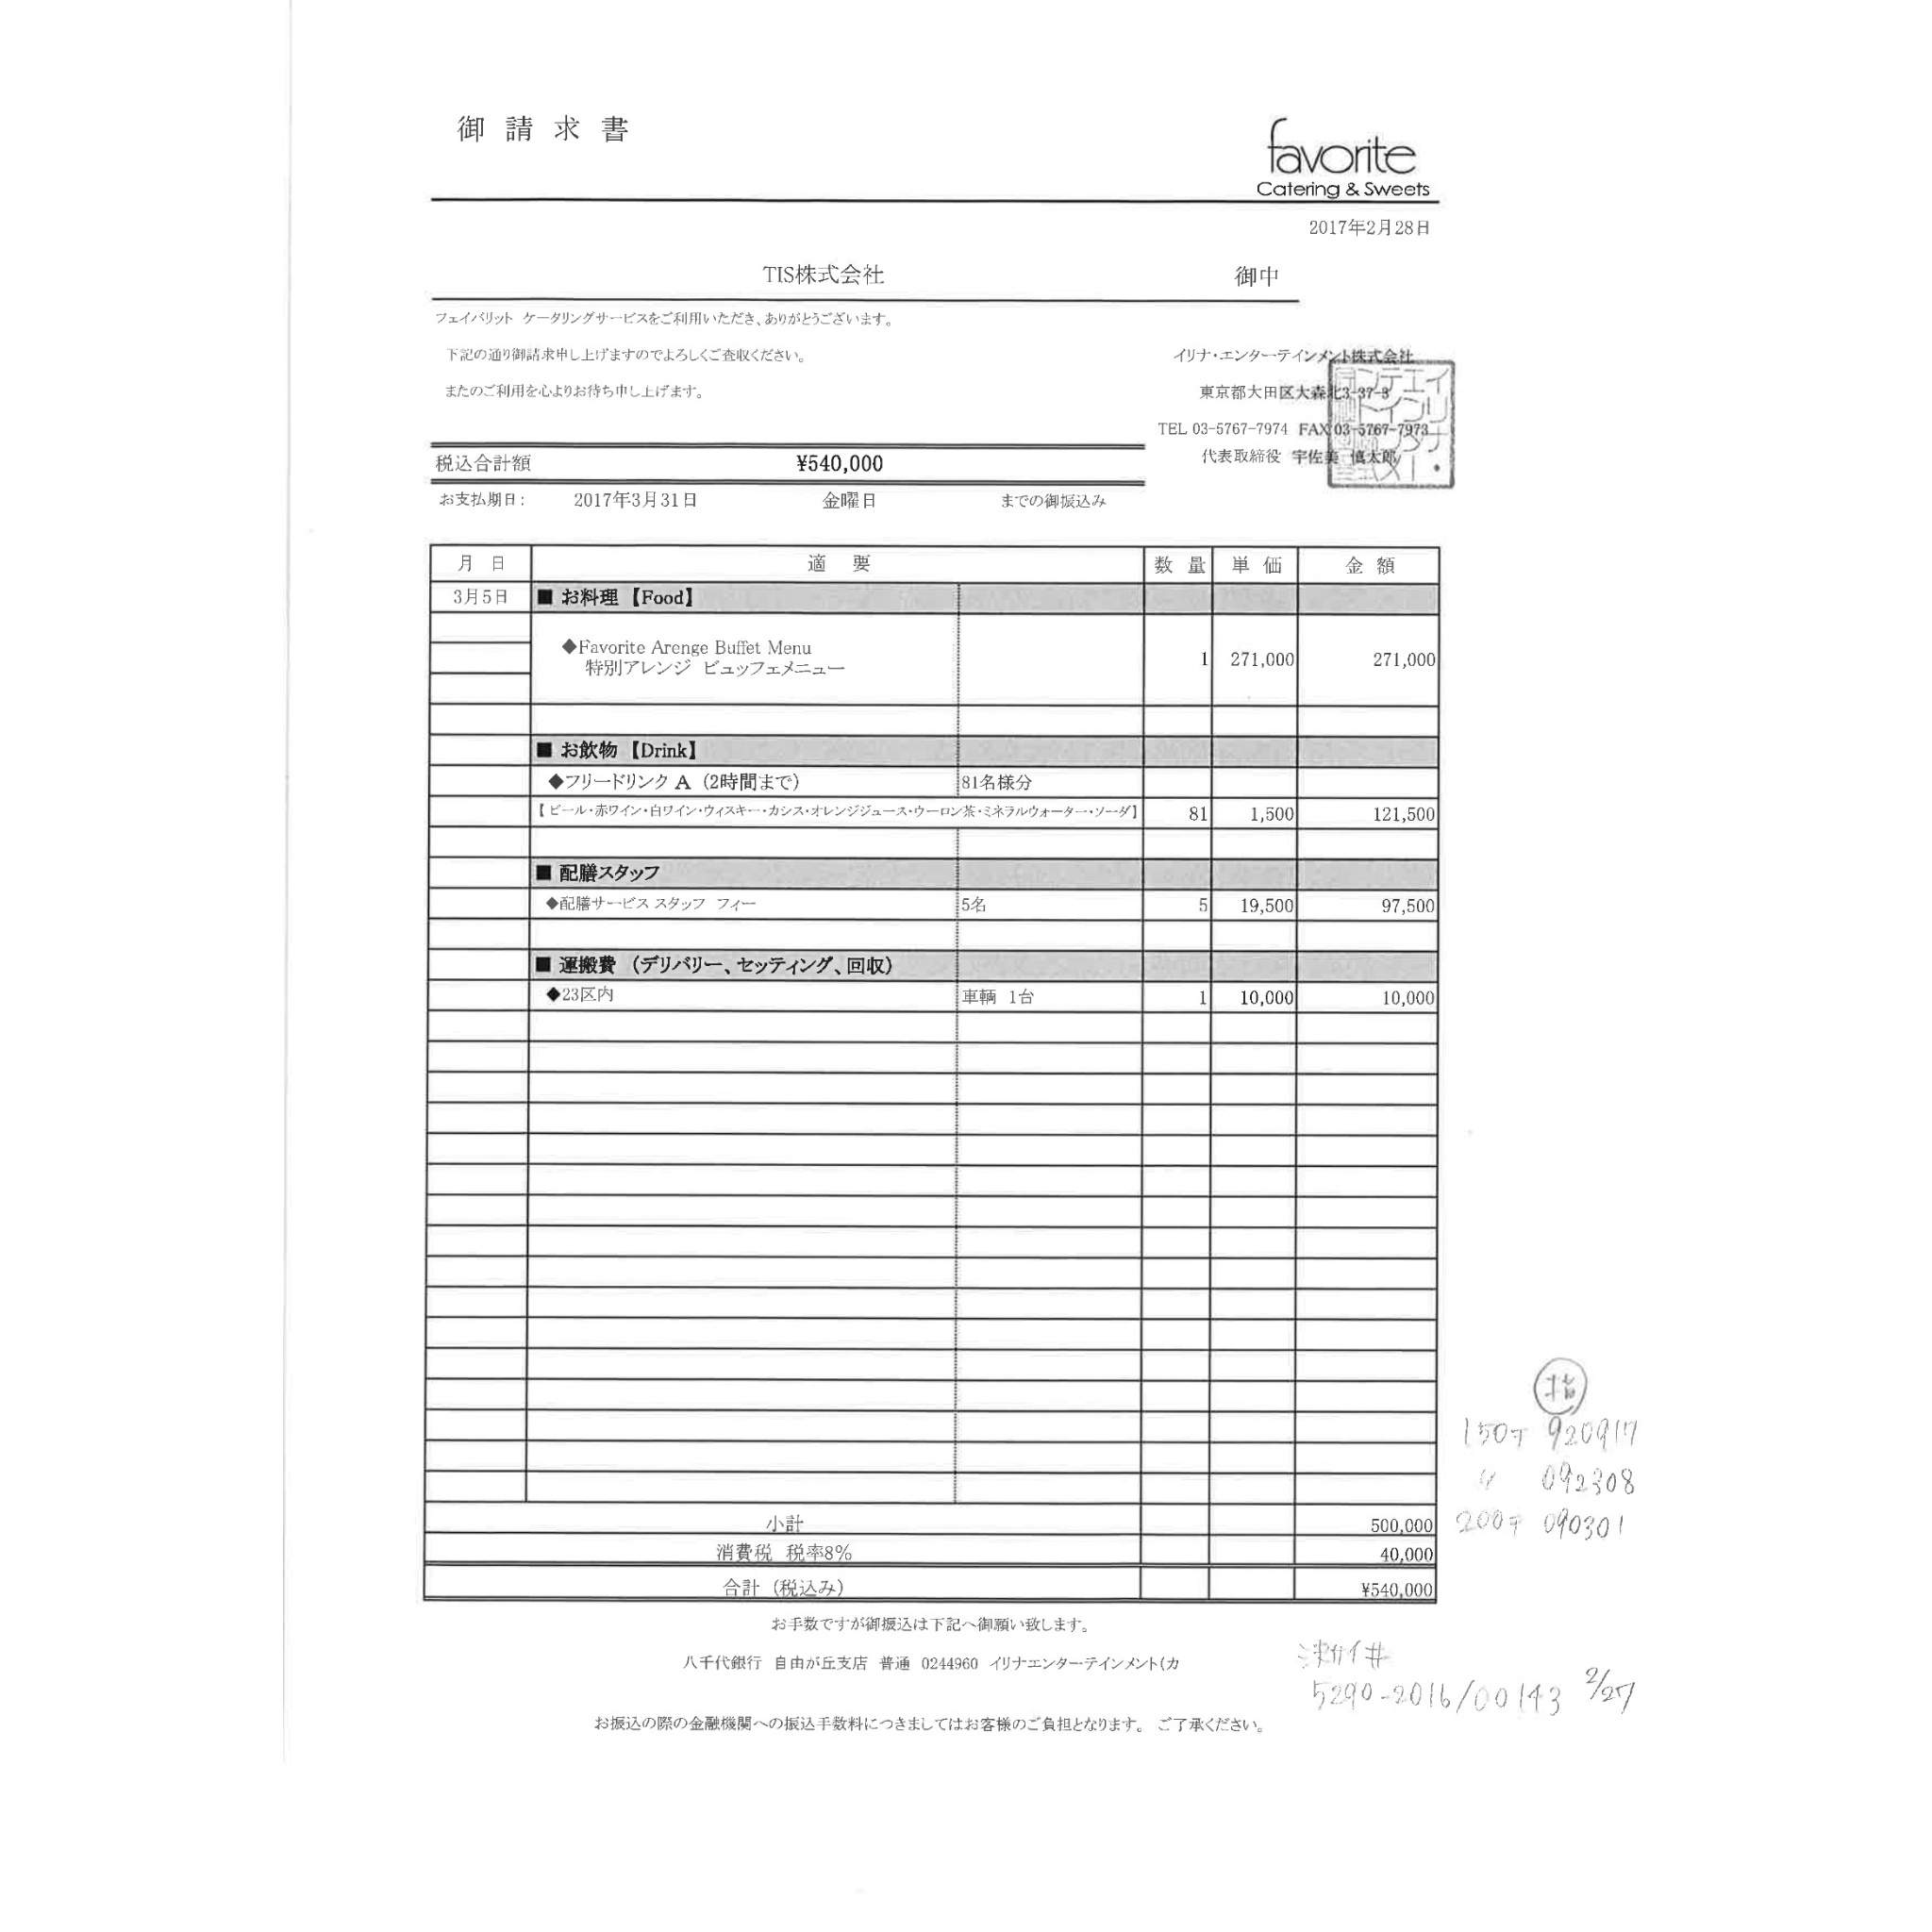 御請求書
favorite
Catering & Sweets
2017年2月28日
TIS株式会社 御中
フェイバリット ケータリングサービスをご利用いただき、ありがとうございます。
下記の通り御請求申し上げますのでよろしくご査収ください。
またのご利用を心よりお待ち申し上げます。
イリナ・エンターテインメント株式会社
東京都大田区大森北3-37-3
TEL 03-5767-7974 FAX 03-5767-7973
代表取締役 宇佐美 慎太郎
税込合計額 ¥540,000
お支払期日: 2017年3月31日 金曜日 までの御振込み
月 日 適 要 数 量 単 価 金 額
3月5日 ■ お料理【Food】
◆Favorite Arenge Buffet Menu
特別アレンジ ビュッフェメニュー 1 271,000 271,000
■ お飲物【Drink】
◆フリードリンク A (2時間まで) 81名様分
【ビール・赤ワイン・白ワイン・ウィスキー・カシス・オレンジジュース・ウーロン茶・ミネラルウォーター・ソーダ】 81 1,500 121,500
■ 配膳スタッフ
◆配膳サービス スタッフ フィー 5名 5 19,500 97,500
■ 運搬費 (デリバリー、セッティング、回収)
◆23区内 車輌 1台 1 10,000 10,000
指
150千 920917
〃 092308
200千 090301
小計 500,000
消費税 税率8% 40,000
合計 (税込み) ¥540,000
お手数ですが御振込は下記へ御願い致します。
八千代銀行 自由が丘支店 普通 0244960 イリナエンターテインメント(カ
5290-2016/00143 2/27
お振込の際の金融機関への振込手数料につきましてはお客様のご負担となります。 ご了承ください。